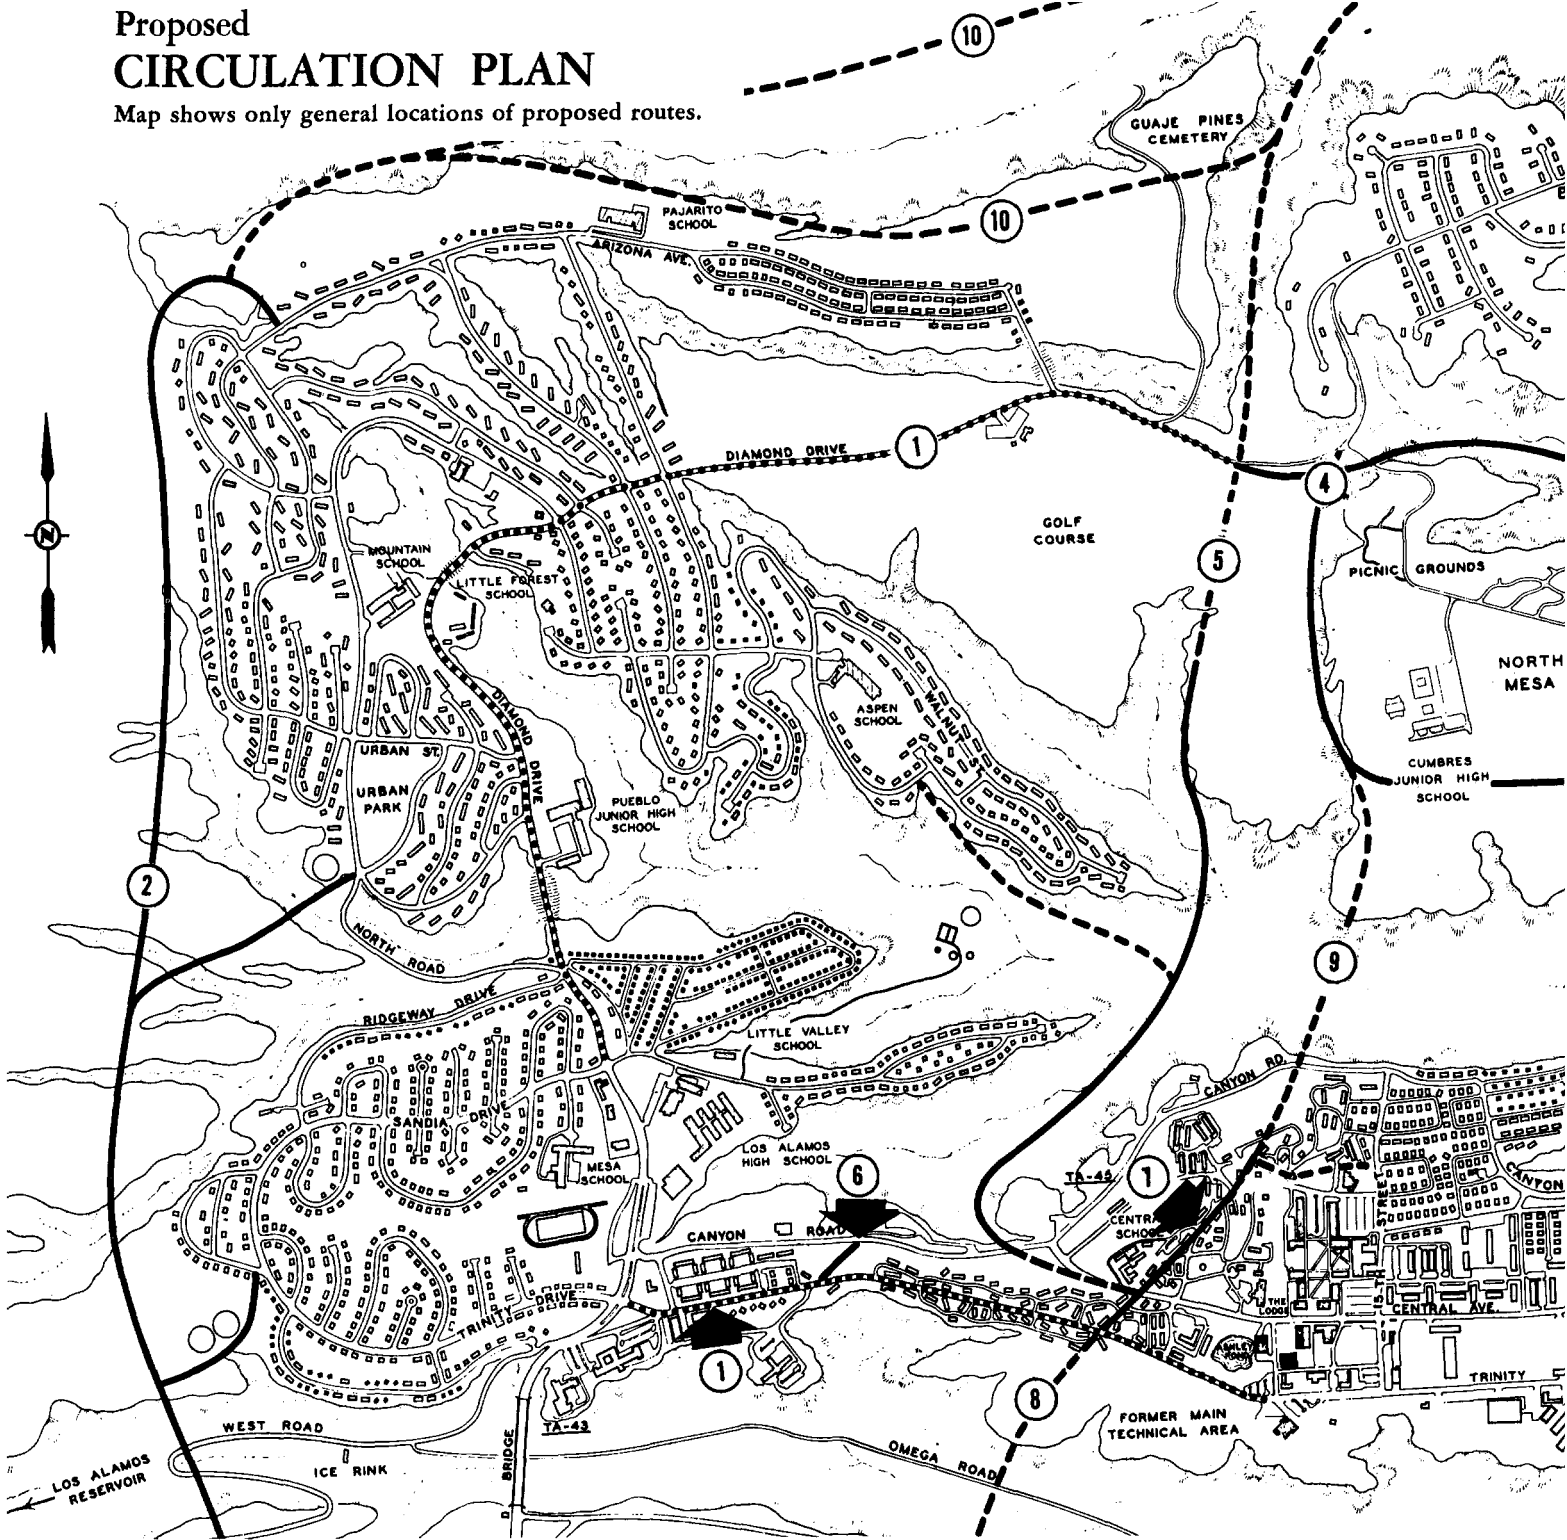 Proposed
CIRCULATION PLAN
Map shows only general locations of proposed routes.
10
GUAJE PINES
CEMETERY
PAJARITO
SCHOOL
10
ARIZONA AVE.
1
DIAMOND DRIVE
4
GOLF
COURSE
N
MOUNTAIN
SCHOOL
5
PICNIC GROUNDS
LITTLE FOREST
SCHOOL
NORTH
MESA
DIAMOND DRIVE
ASPEN
SCHOOL
WALNUT ST.
URBAN ST.
URBAN
PARK
CUMBRES
JUNIOR HIGH
SCHOOL
PUEBLO
JUNIOR HIGH
SCHOOL
2
NORTH ROAD
9
RIDGEWAY DRIVE
LITTLE VALLEY
SCHOOL
CANYON RD.
SANDIA DRIVE
LOS ALAMOS
HIGH SCHOOL
MESA
SCHOOL
6
TA-45
7
CANYON
15TH STREET
CENTRAL
SCHOOL
CANYON ROAD
TRINITY DRIVE
THE
LODGE
CENTRAL AVE.
ASHLEY
POND
1
TRINITY
8
FORMER MAIN
TECHNICAL AREA
WEST ROAD
TA-43
BRIDGE
OMEGA ROAD
ICE RINK
LOS ALAMOS
RESERVOIR